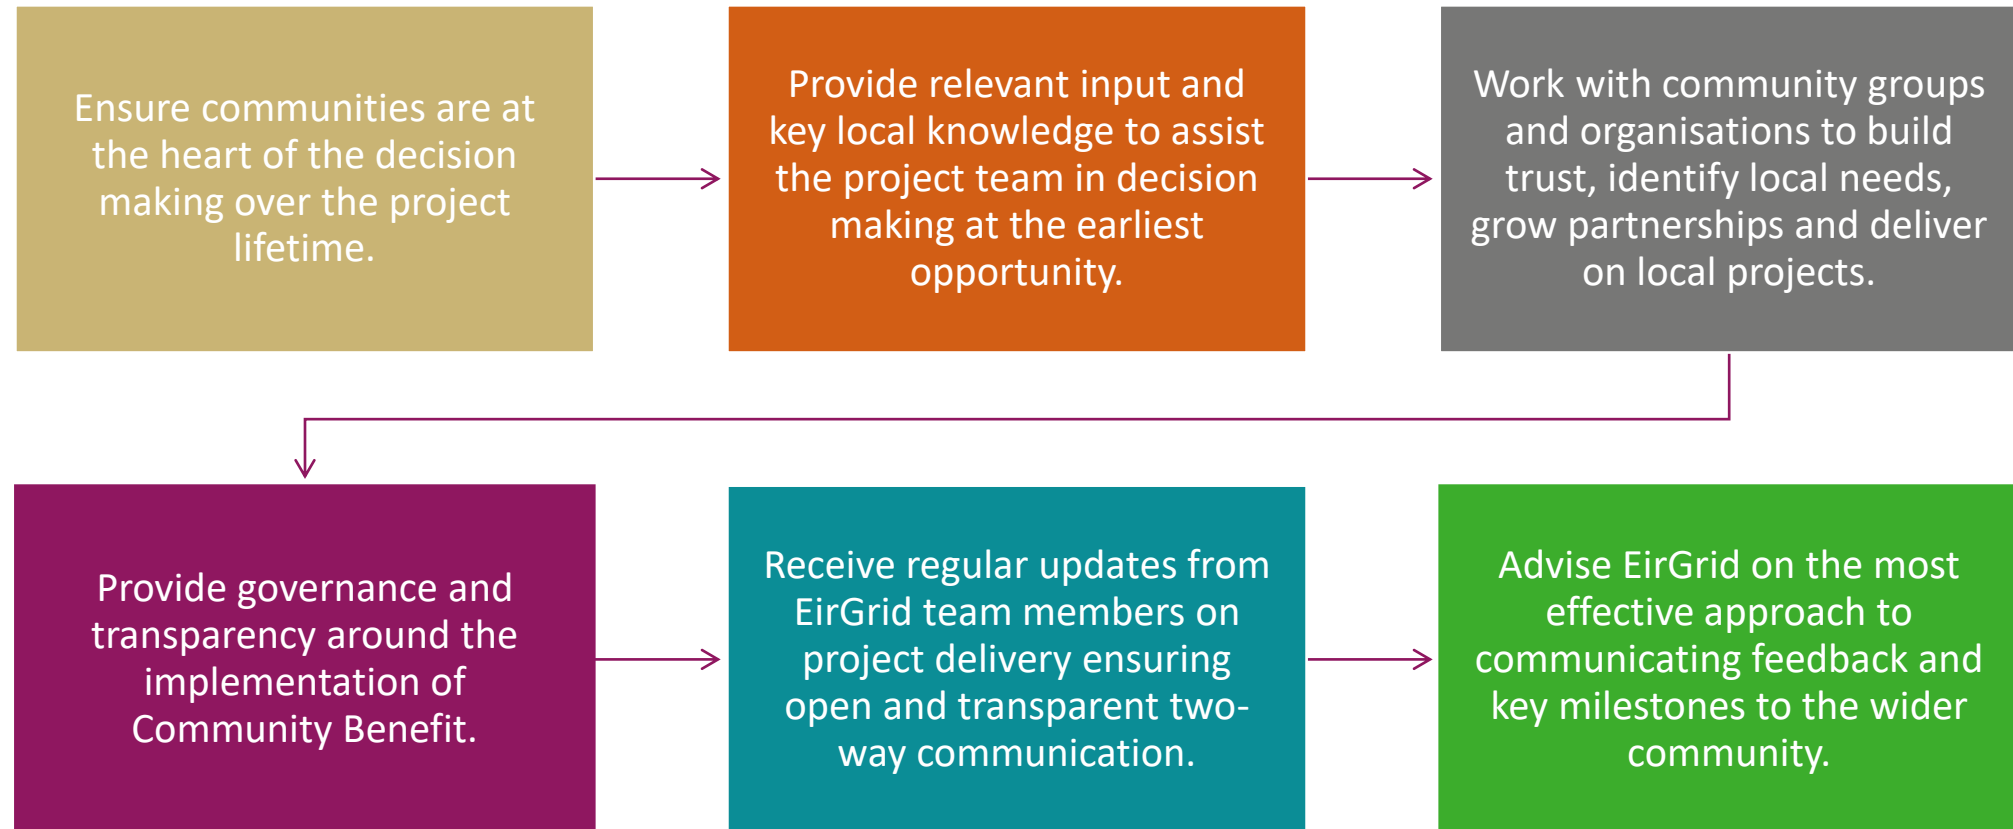 Ensure communities are at
the heart of the decision
making over the project
lifetime.
Provide relevant input and
key local knowledge to assist
the project team in decision
making at the earliest
opportunity.
Work with community groups
and organisations to build
trust, identify local needs,
grow partnerships and deliver
on local projects.
Provide governance and
transparency around the
implementation of
Community Benefit.
Receive regular updates from
EirGrid team members on
project delivery ensuring
open and transparent two-
way communication.
Advise EirGrid on the most
effective approach to
communicating feedback and
key milestones to the wider
community.